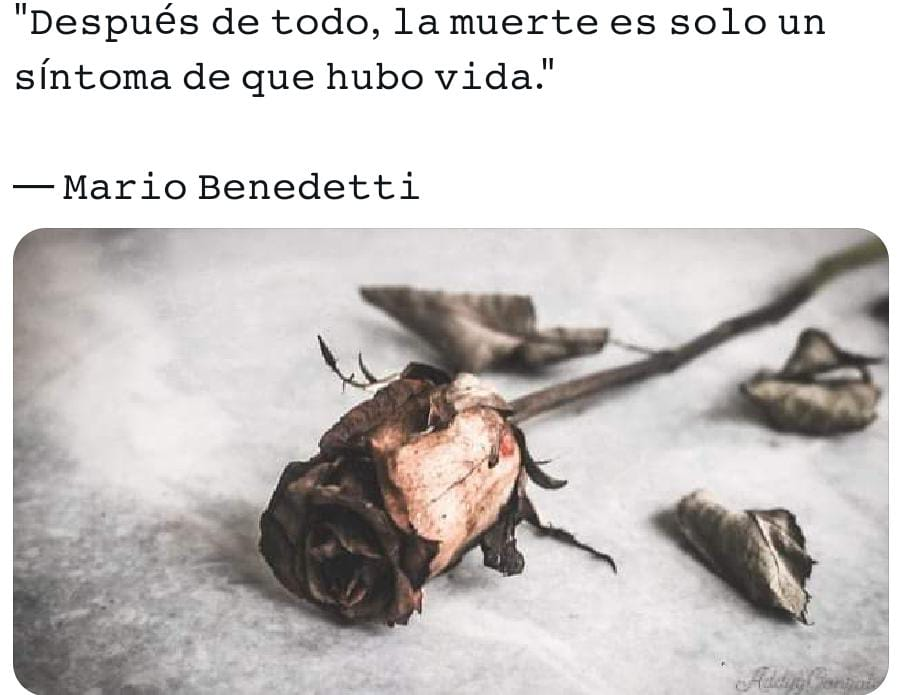 "Después de todo, la muerte es solo un
síntoma de que hubo vida."
— Mario Benedetti